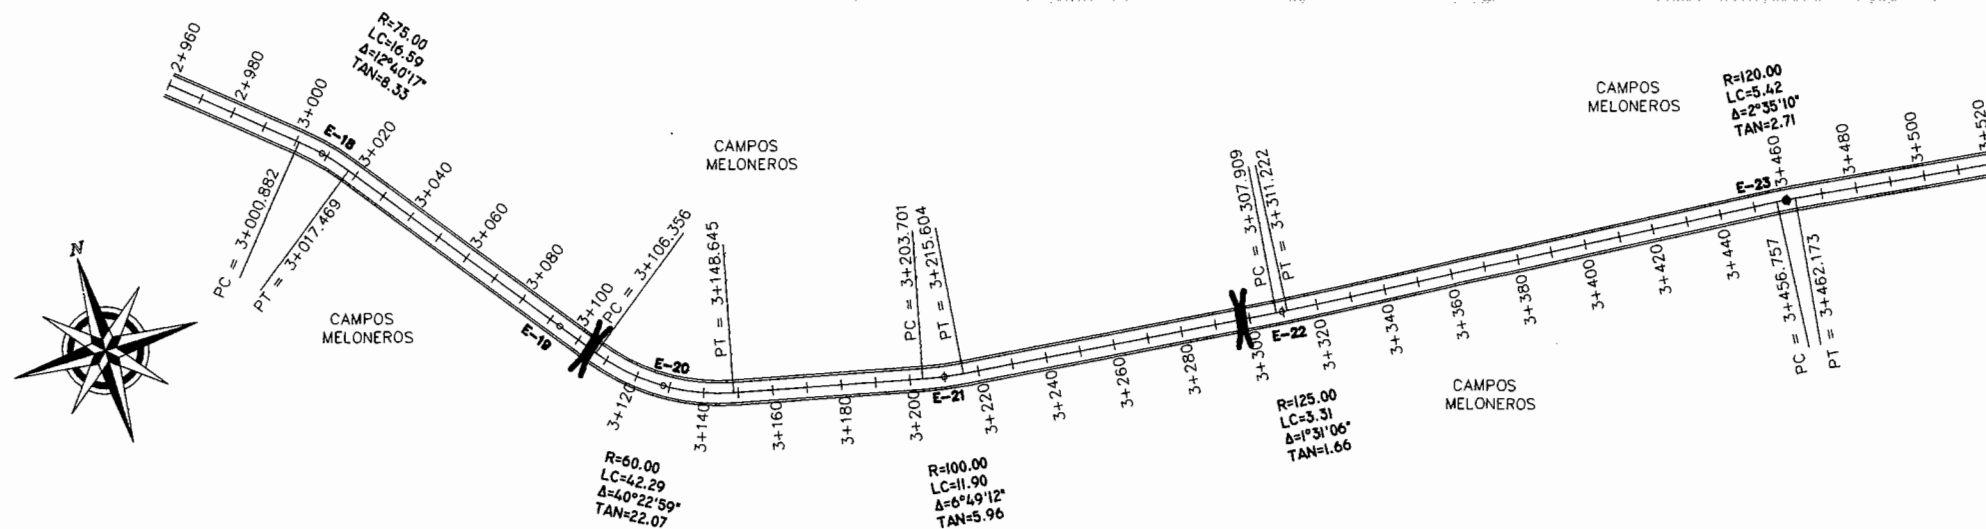 2+960
2+980
3+000
R=75.00
LC=16.59
Δ=12°40'17"
TAN=8.33
E-18
3+020
3+040
3+060
3+080
3+100
PC = 3+000.882
PT = 3+017.469
N
CAMPOS
MELONEROS
CAMPOS
MELONEROS
E-19
PC = 3+106.356
E-20
PT = 3+148.645
3+120
3+140
3+160
3+180
3+200
R=60.00
LC=42.29
Δ=40°22'59"
TAN=22.07
PC = 3+203.701
PT = 3+215.604
E-21
3+220
3+240
3+260
3+280
3+300
R=100.00
LC=11.90
Δ=6°49'12"
TAN=5.96
PC = 3+307.909
PT = 3+311.222
E-22
3+320
3+340
3+360
3+380
3+400
3+420
3+440
R=125.00
LC=3.31
Δ=1°31'06"
TAN=1.66
CAMPOS
MELONEROS
CAMPOS
MELONEROS
R=120.00
LC=5.42
Δ=2°35'10"
TAN=2.71
E-23
3+460
3+480
3+500
3+520
PC = 3+456.757
PT = 3+462.173